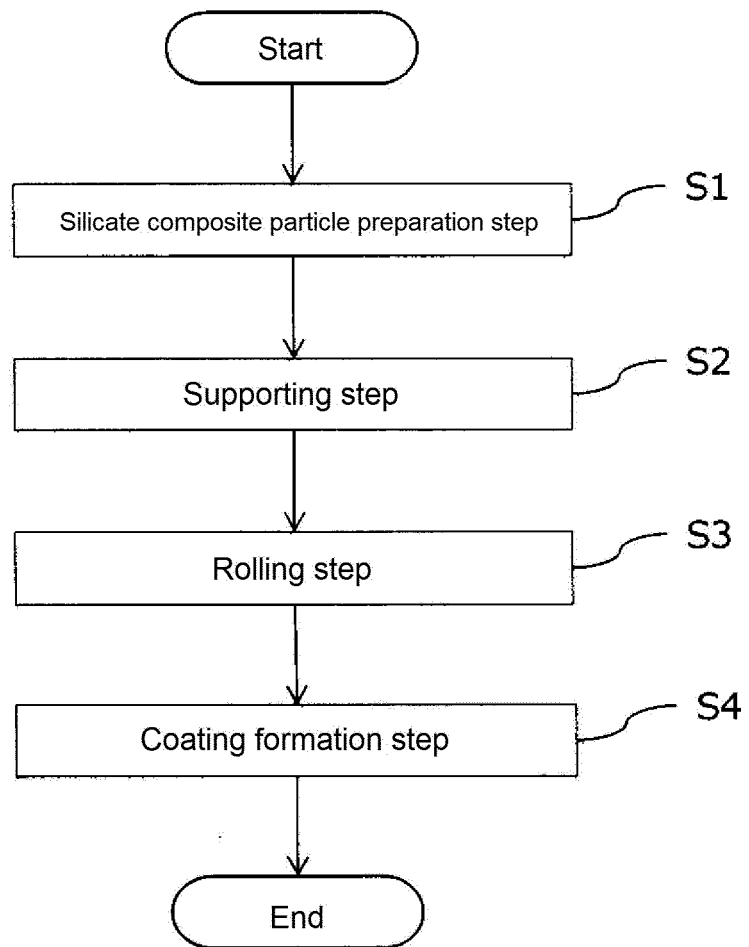 Start
Silicate composite particle preparation step
S1
Supporting step
S2
Rolling step
S3
Coating formation step
S4
End